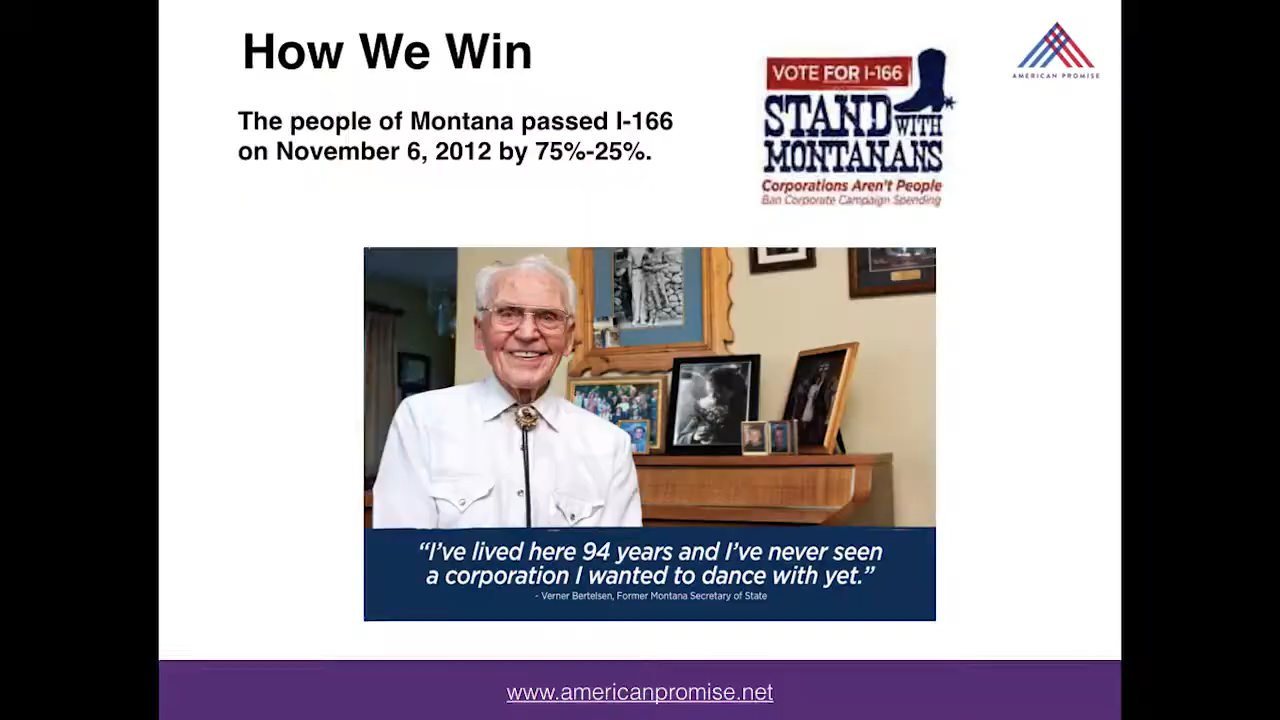 How We Win
The people of Montana passed I-166
on November 6, 2012 by 75%-25%.
VOTE FOR I-166
STAND WITH
MONTANANS
Corporations Aren't People
Ban Corporate Campaign Spending
AMERICAN PROMISE
“I’ve lived here 94 years and I’ve never seen
a corporation I wanted to dance with yet.”
- Verner Bertelsen, Former Montana Secretary of State
www.americanpromise.net